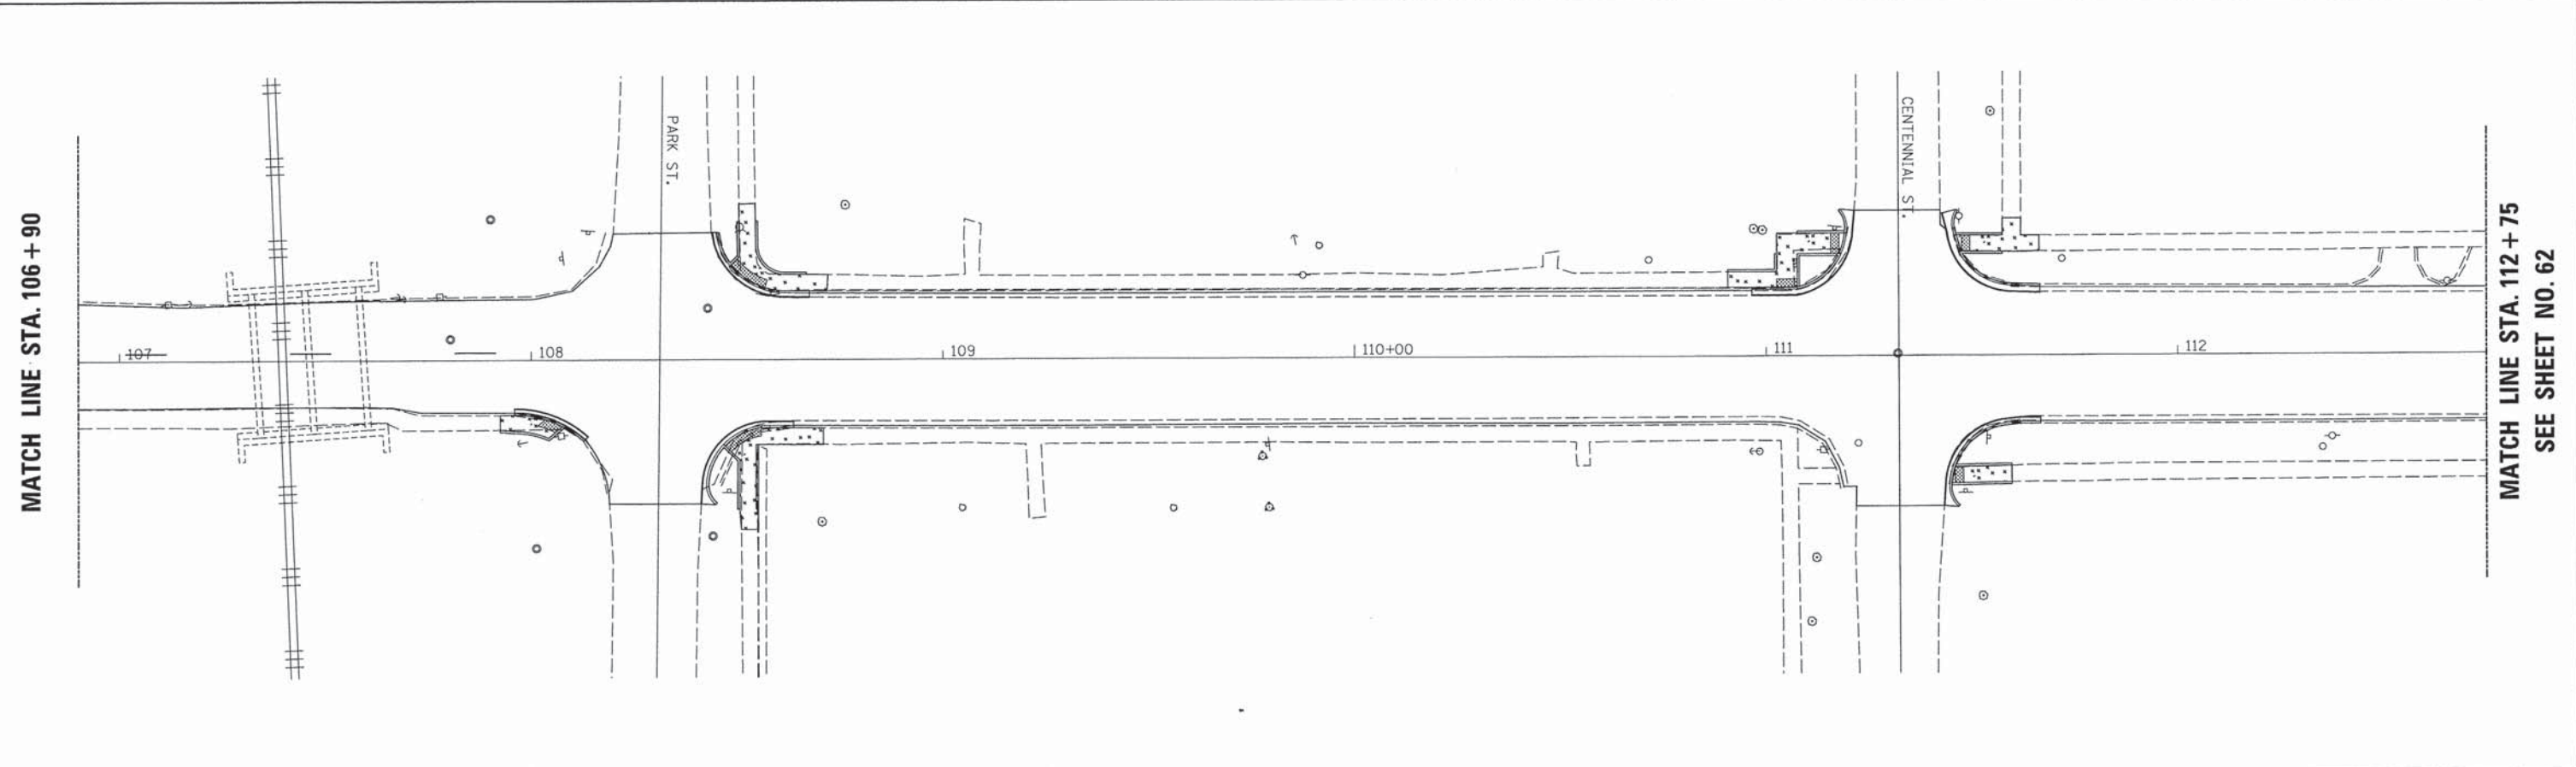 MATCH LINE STA. 106 + 90
PARK ST.
CENTENNIAL ST.
107
108
109
110+00
111
112
MATCH LINE STA. 112 + 75
SEE SHEET NO. 62